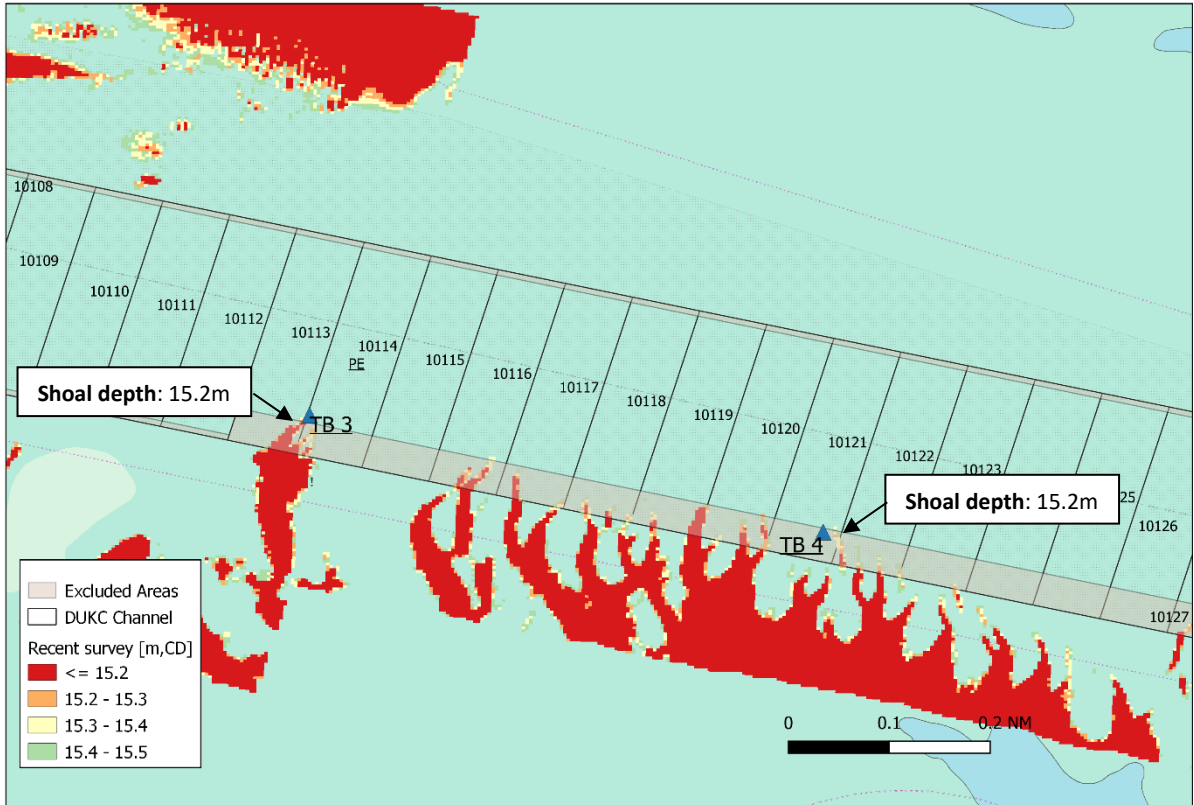 10108
10109
10110
10111
10112
10113
10114
10115
10116
10117
10118
10119
10120
10121
10122
10123
25
10126
10127
PE
Shoal depth: 15.2m
TB 3
Shoal depth: 15.2m
TB 4
Excluded Areas
DUKC Channel
Recent survey [m,CD]
<= 15.2
15.2 - 15.3
15.3 - 15.4
15.4 - 15.5
0 0.1 0.2 NM